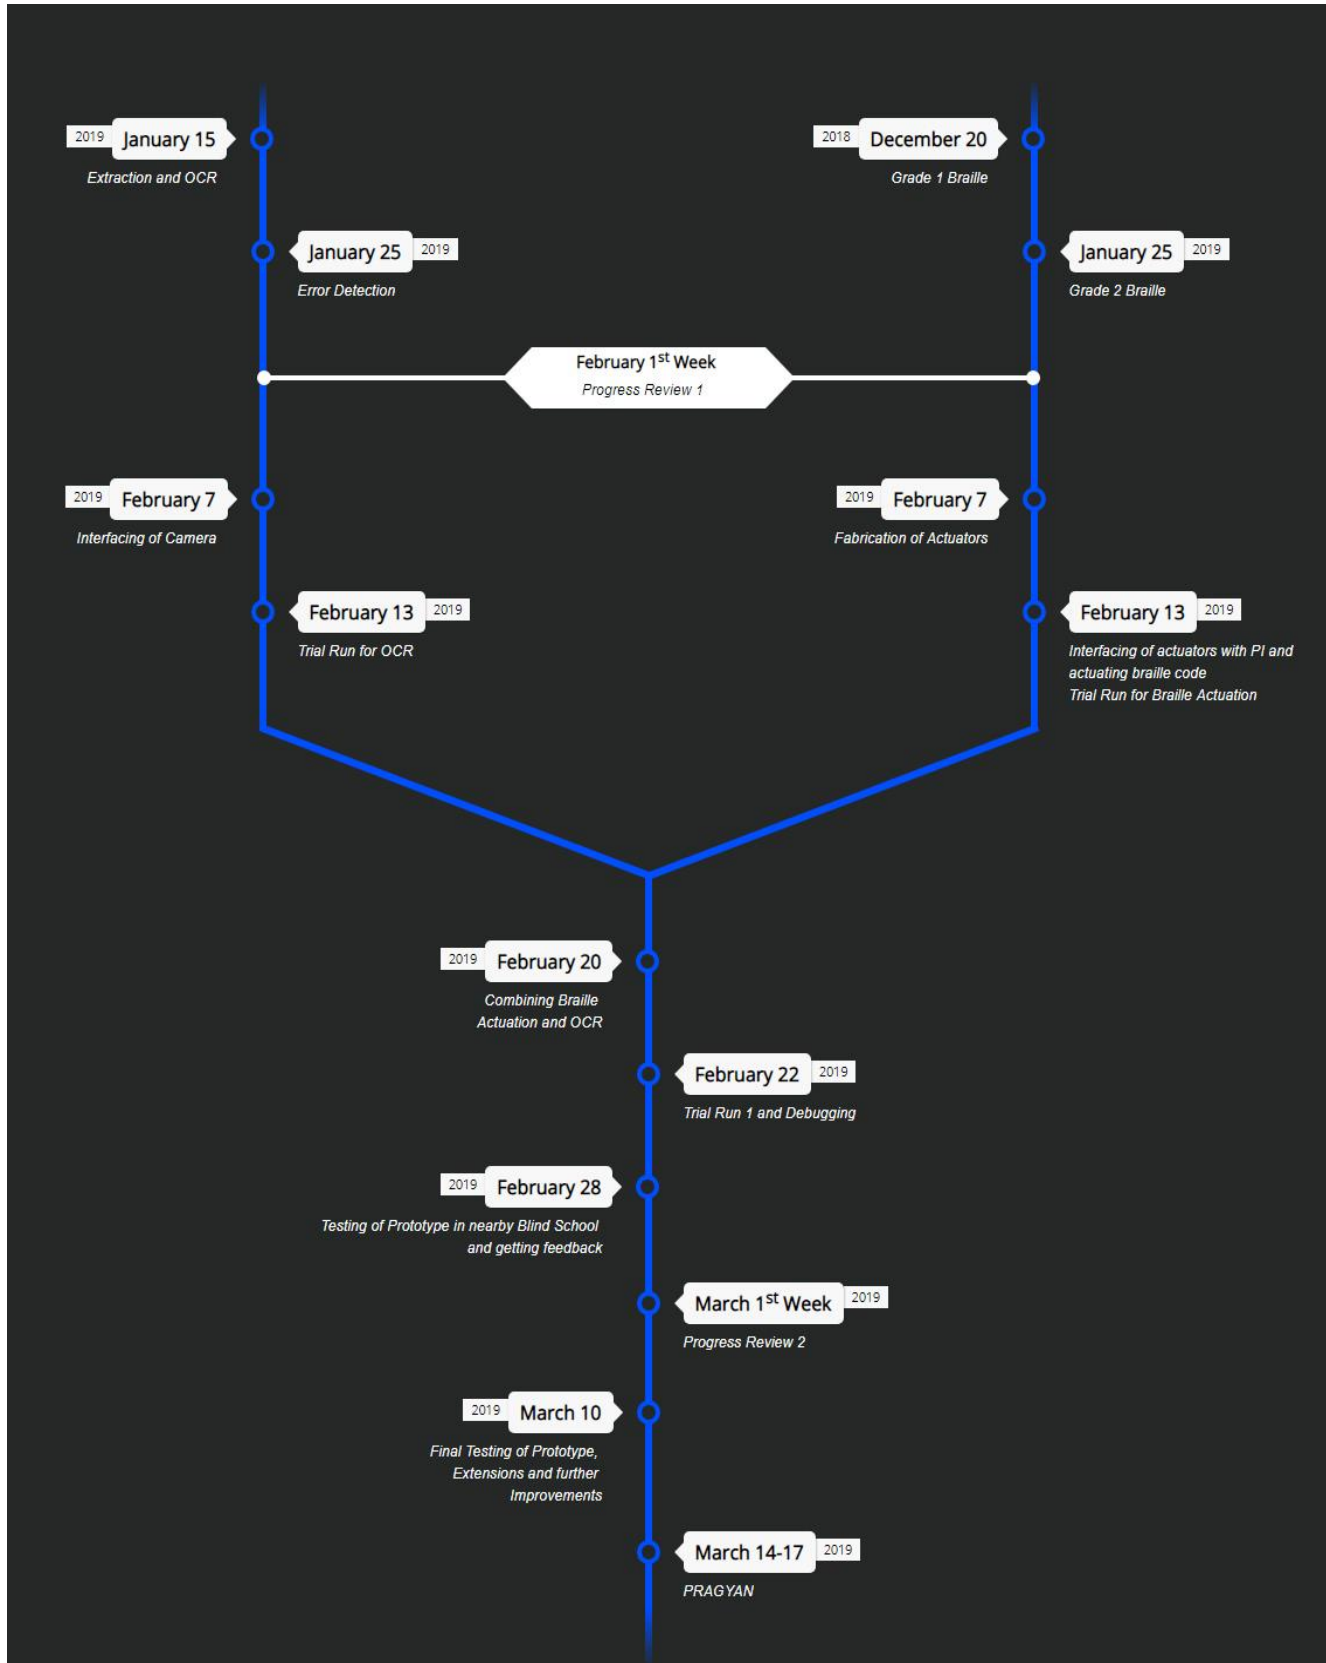 2019 January 15
Extraction and OCR
2018 December 20
Grade 1 Braille
January 25 2019
Error Detection
January 25 2019
Grade 2 Braille
February 1st Week
Progress Review 1
2019 February 7
Interfacing of Camera
2019 February 7
Fabrication of Actuators
February 13 2019
Trial Run for OCR
February 13 2019
Interfacing of actuators with PI and
actuating braille code
Trial Run for Braille Actuation
2019 February 20
Combining Braille
Actuation and OCR
February 22 2019
Trial Run 1 and Debugging
2019 February 28
Testing of Prototype in nearby Blind School
and getting feedback
March 1st Week 2019
Progress Review 2
2019 March 10
Final Testing of Prototype,
Extensions and further
Improvements
March 14-17 2019
PRAGYAN